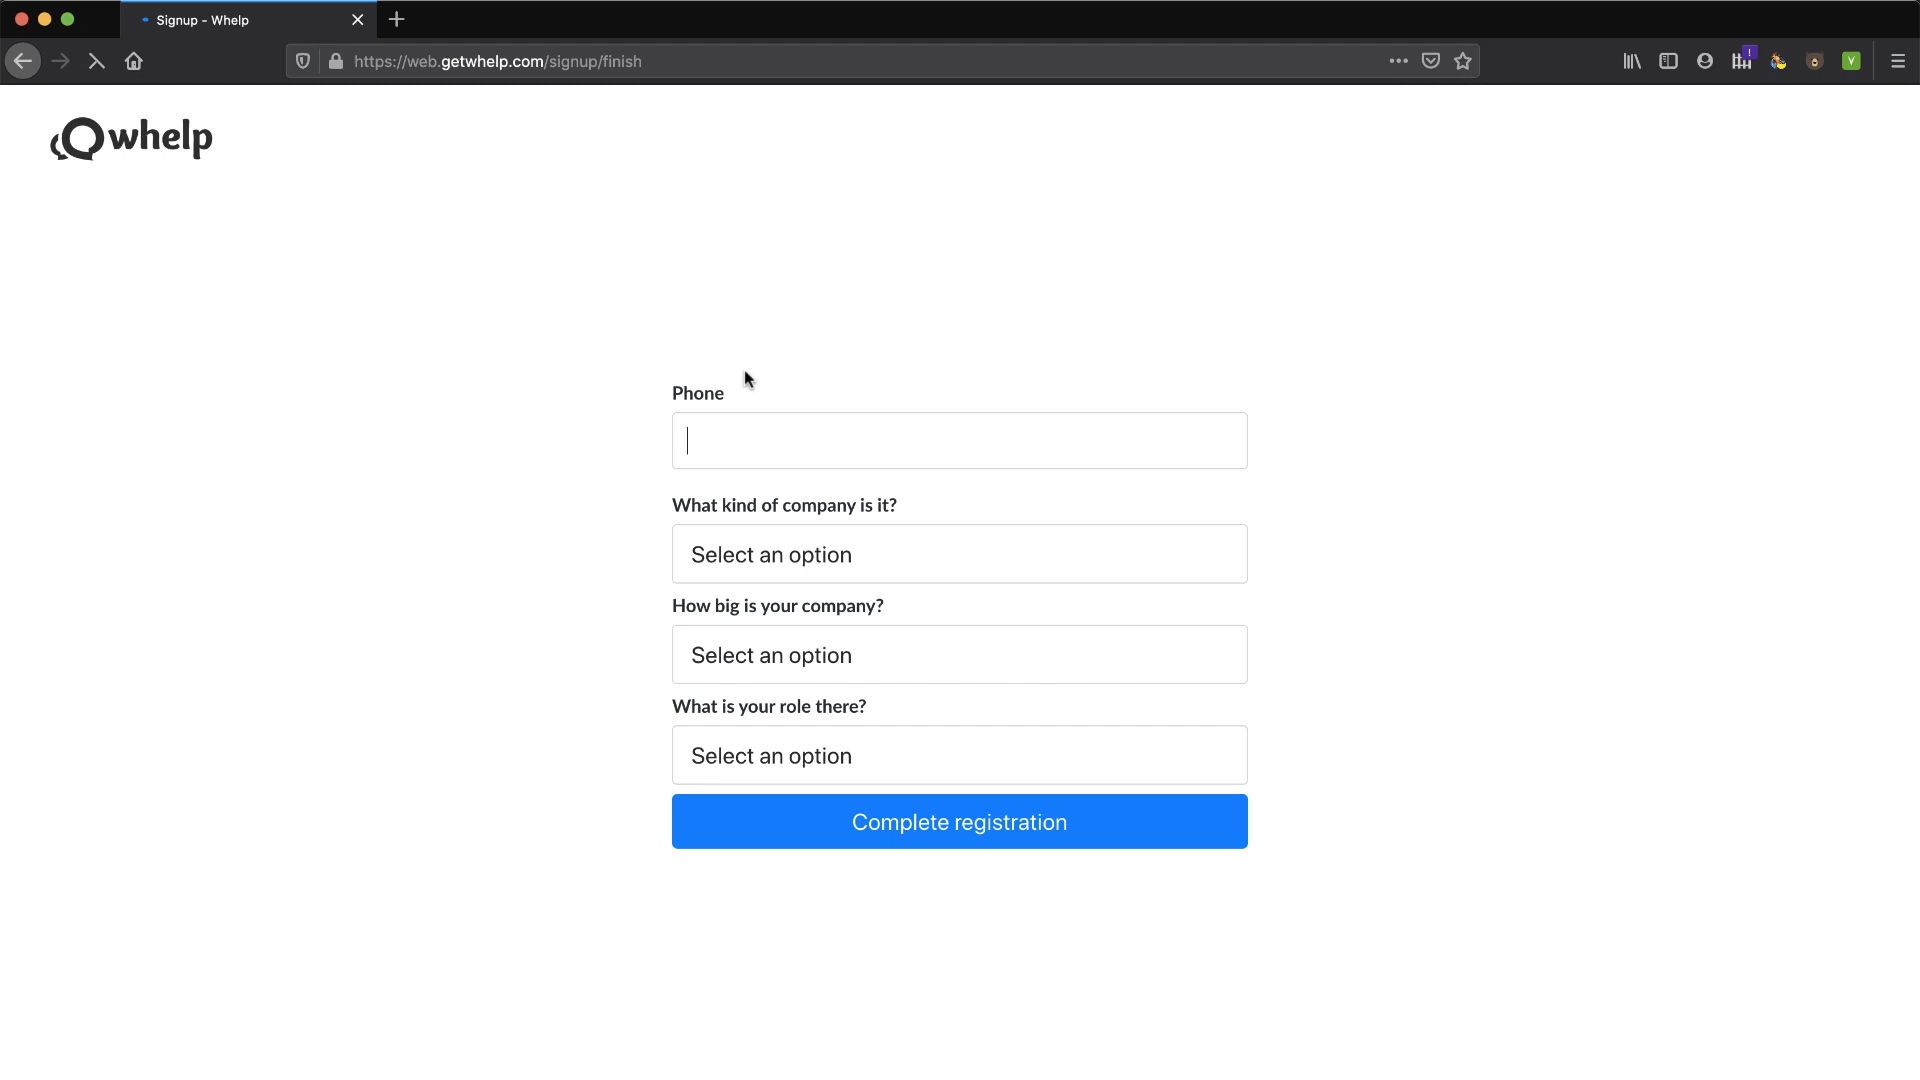 Signup - Whelp
https://web.getwhelp.com/signup/finish
whelp
Phone
What kind of company is it?
Select an option
How big is your company?
Select an option
What is your role there?
Select an option
Complete registration